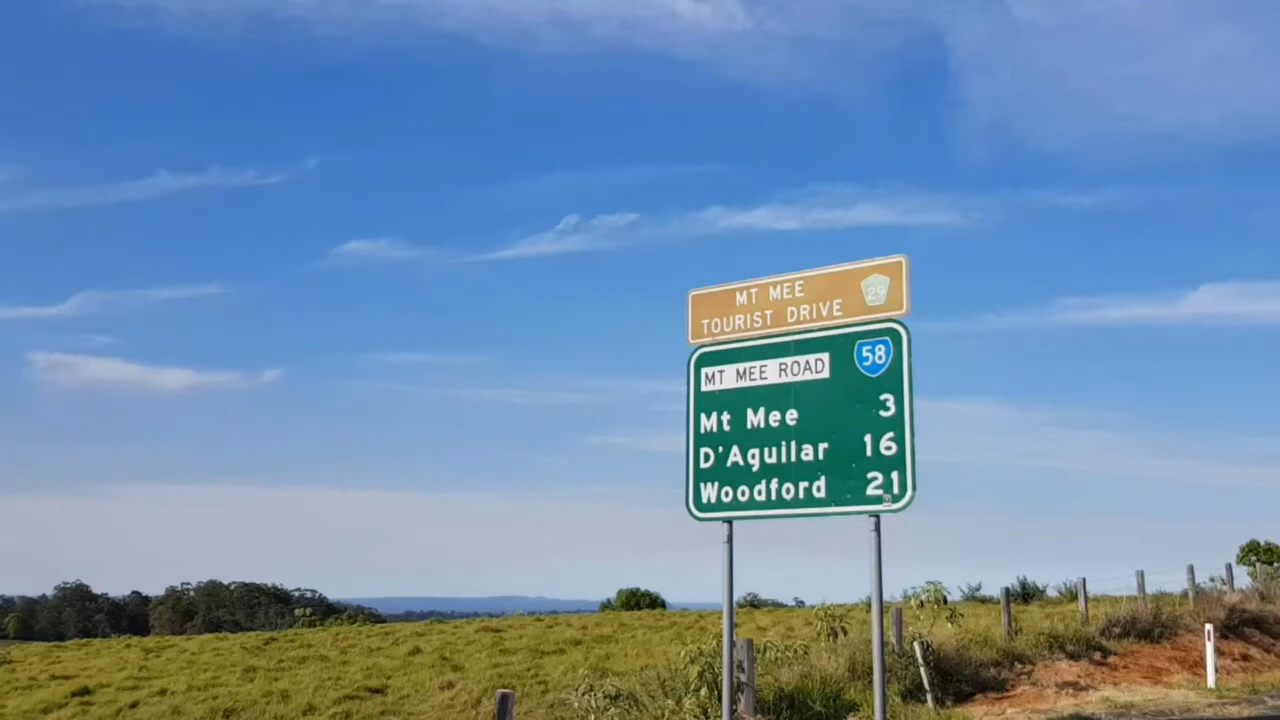 MT MEE
TOURIST DRIVE
29
MT MEE ROAD
58
Mt Mee 3
D'Aguilar 16
Woodford 21